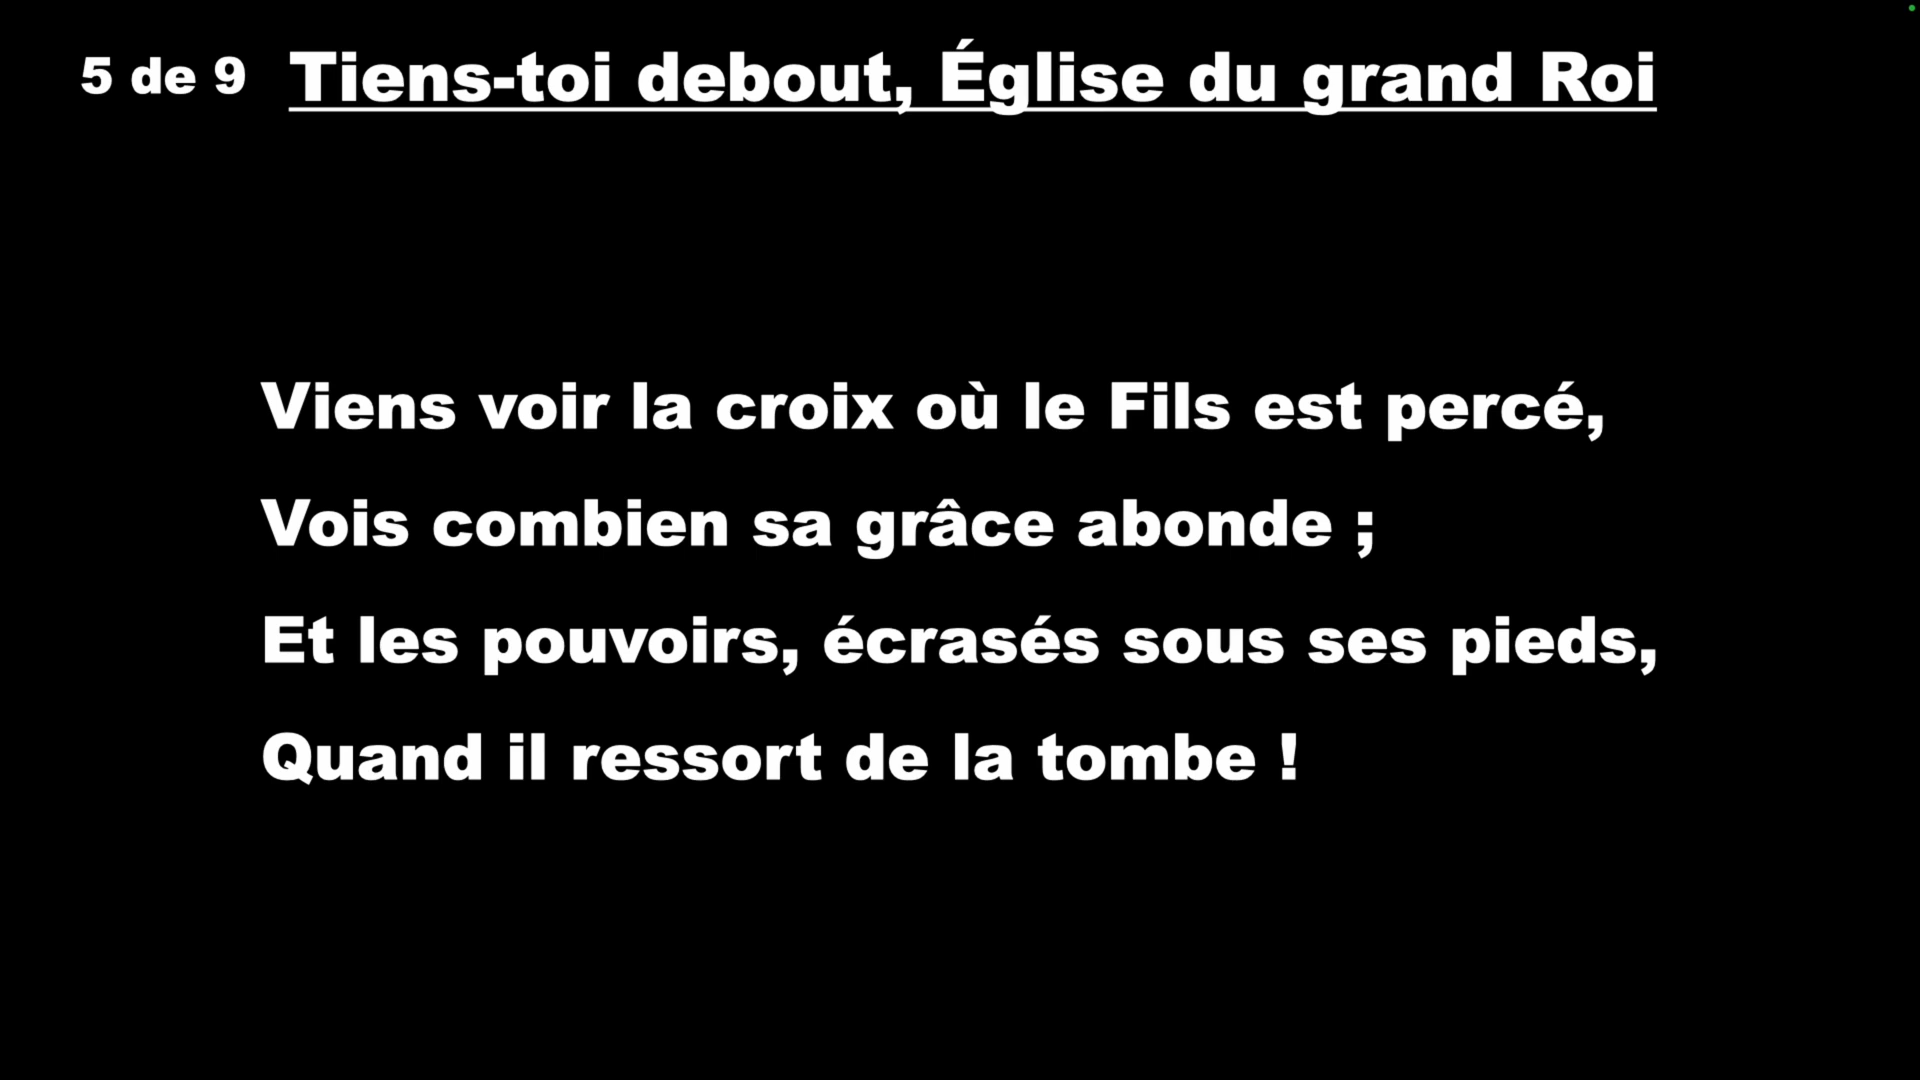 5 de 9 Tiens-toi debout, Église du grand Roi
Viens voir la croix où le Fils est percé,
Vois combien sa grâce abonde ;
Et les pouvoirs, écrasés sous ses pieds,
Quand il ressort de la tombe !